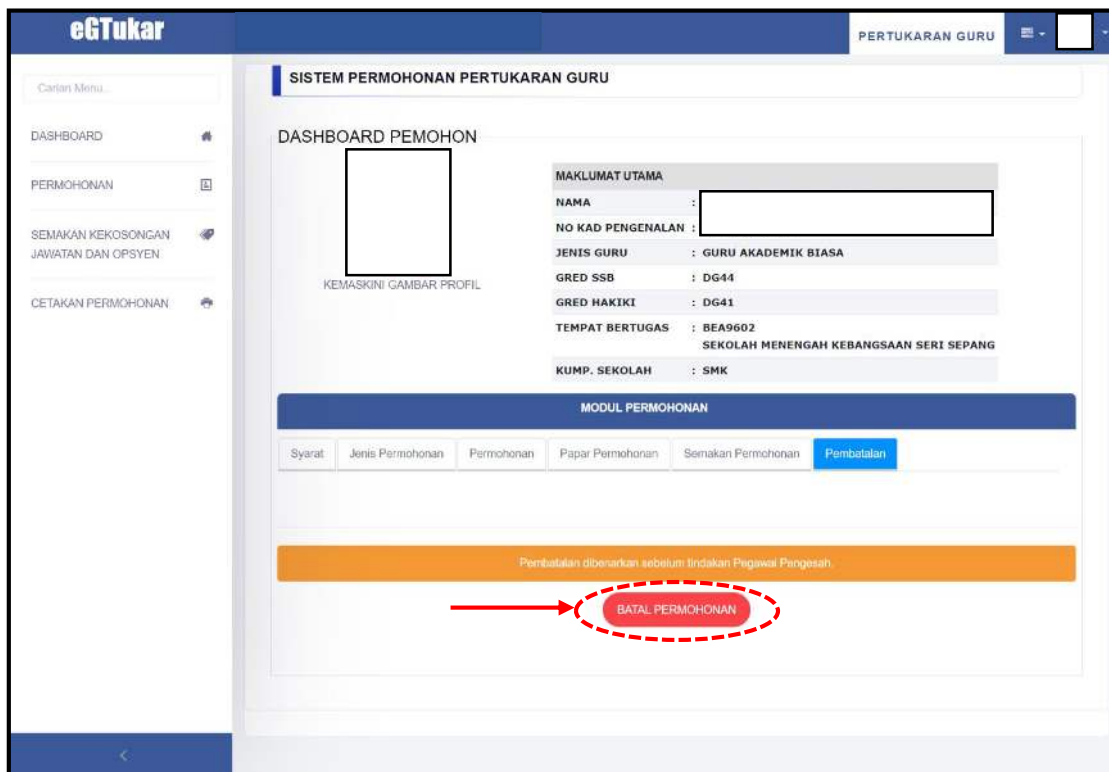 eGTukar
PERTUKARAN GURU
Carian Menu..
DASHBOARD
PERMOHONAN
SEMAKAN KEKOSONGAN
JAWATAN DAN OPSYEN
CETAKAN PERMOHONAN
SISTEM PERMOHONAN PERTUKARAN GURU
DASHBOARD PEMOHON
KEMASKINI GAMBAR PROFIL
MAKLUMAT UTAMA
NAMA :
NO KAD PENGENALAN :
JENIS GURU : GURU AKADEMIK BIASA
GRED SSB : DG44
GRED HAKIKI : DG41
TEMPAT BERTUGAS : BEA9602
SEKOLAH MENENGAH KEBANGSAAN SERI SEPANG
KUMP. SEKOLAH : SMK
MODUL PERMOHONAN
Syarat Jenis Permohonan Permohonan Papar Permohonan Semakan Permohonan Pembatalan
Pembatalan dibenarkan sebelum tindakan Pegawai Pengesah.
BATAL PERMOHONAN